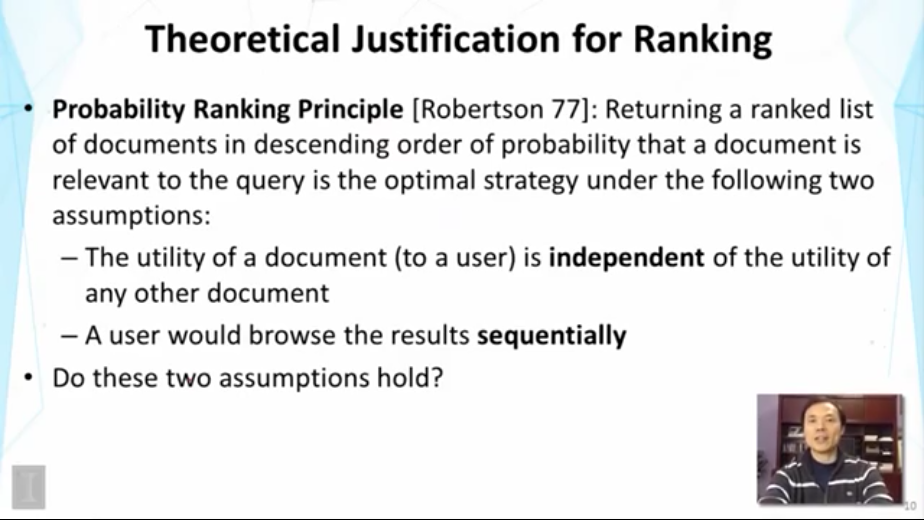 Theoretical Justification for Ranking
• Probability Ranking Principle [Robertson 77]: Returning a ranked list
of documents in descending order of probability that a document is
relevant to the query is the optimal strategy under the following two
assumptions:
– The utility of a document (to a user) is independent of the utility of
any other document
– A user would browse the results sequentially
• Do these two assumptions hold?
I
10